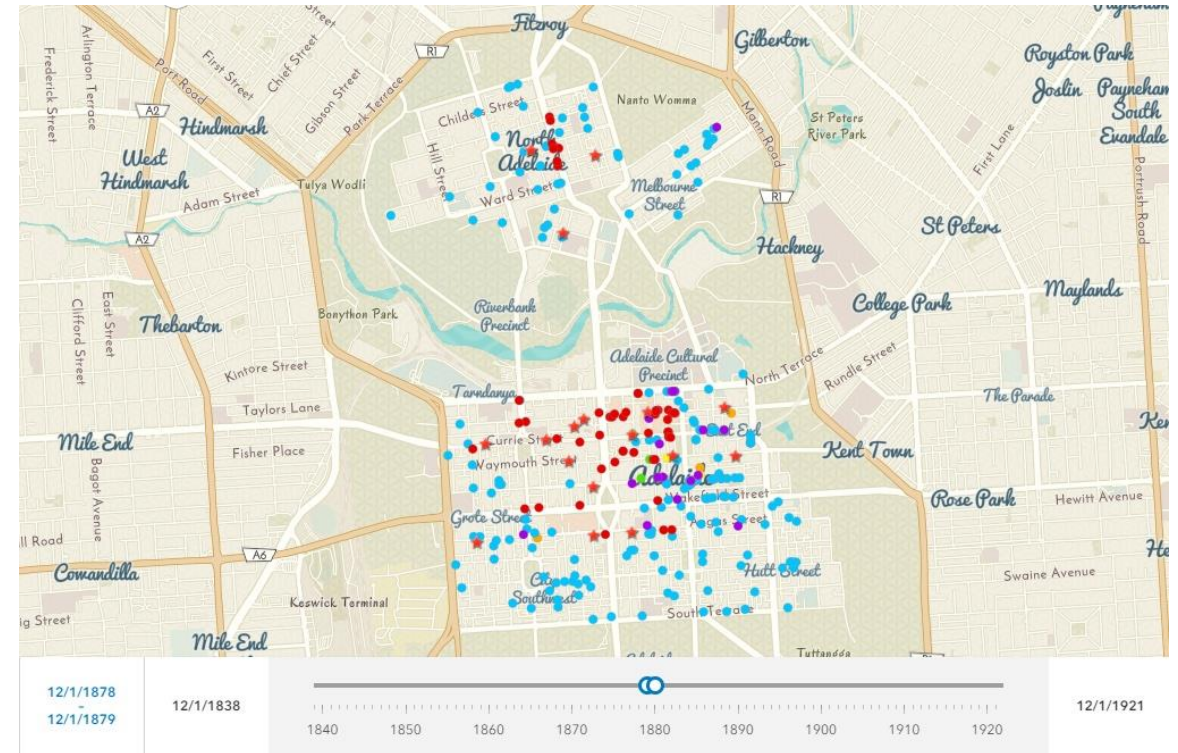 Fitzroy
Gilberton
Royston Park
Joslin
Payneham
South
Evandale
R1
Frederick Street
Arlington Terrace
Port Road
First Street
Chief Street
Gibson Street
Park Terrace
Childers Street
Nanto Womma
Mann Road
St Peters
River Park
First Lane
A2
Hindmarsh
West
Hindmarsh
Hill Street
North
Adelaide
Tulya Wodli
Adam Street
Ward Street
Melbourne
Street
R1
Portrush Road
A2
St Peters
Hackney
East Street
Clifford Street
Thebarton
Bonython Park
Riverbank
Precinct
College Park
Maylands
Adelaide Cultural
Precinct
Kintore Street
North Terrace
Rundle Street
Tarndanya
The Parade
Taylors Lane
Mile End
Fisher Place
Currie St
Waymouth Street
st End
Kent Town
Adelaide
Bagot Avenue
Wakefield Street
Rose Park
Hewitt Avenue
Grote Street
Angas Street
ll Road
A6
Cowandilla
City
Southwest
Hutt Street
Swaine Avenue
Keswick Terminal
South Terrace
ig Street
Mile End
Tuttangga
12/1/1878
-
12/1/1879
12/1/1838
1840 1850 1860 1870 1880 1890 1900 1910 1920
12/1/1921